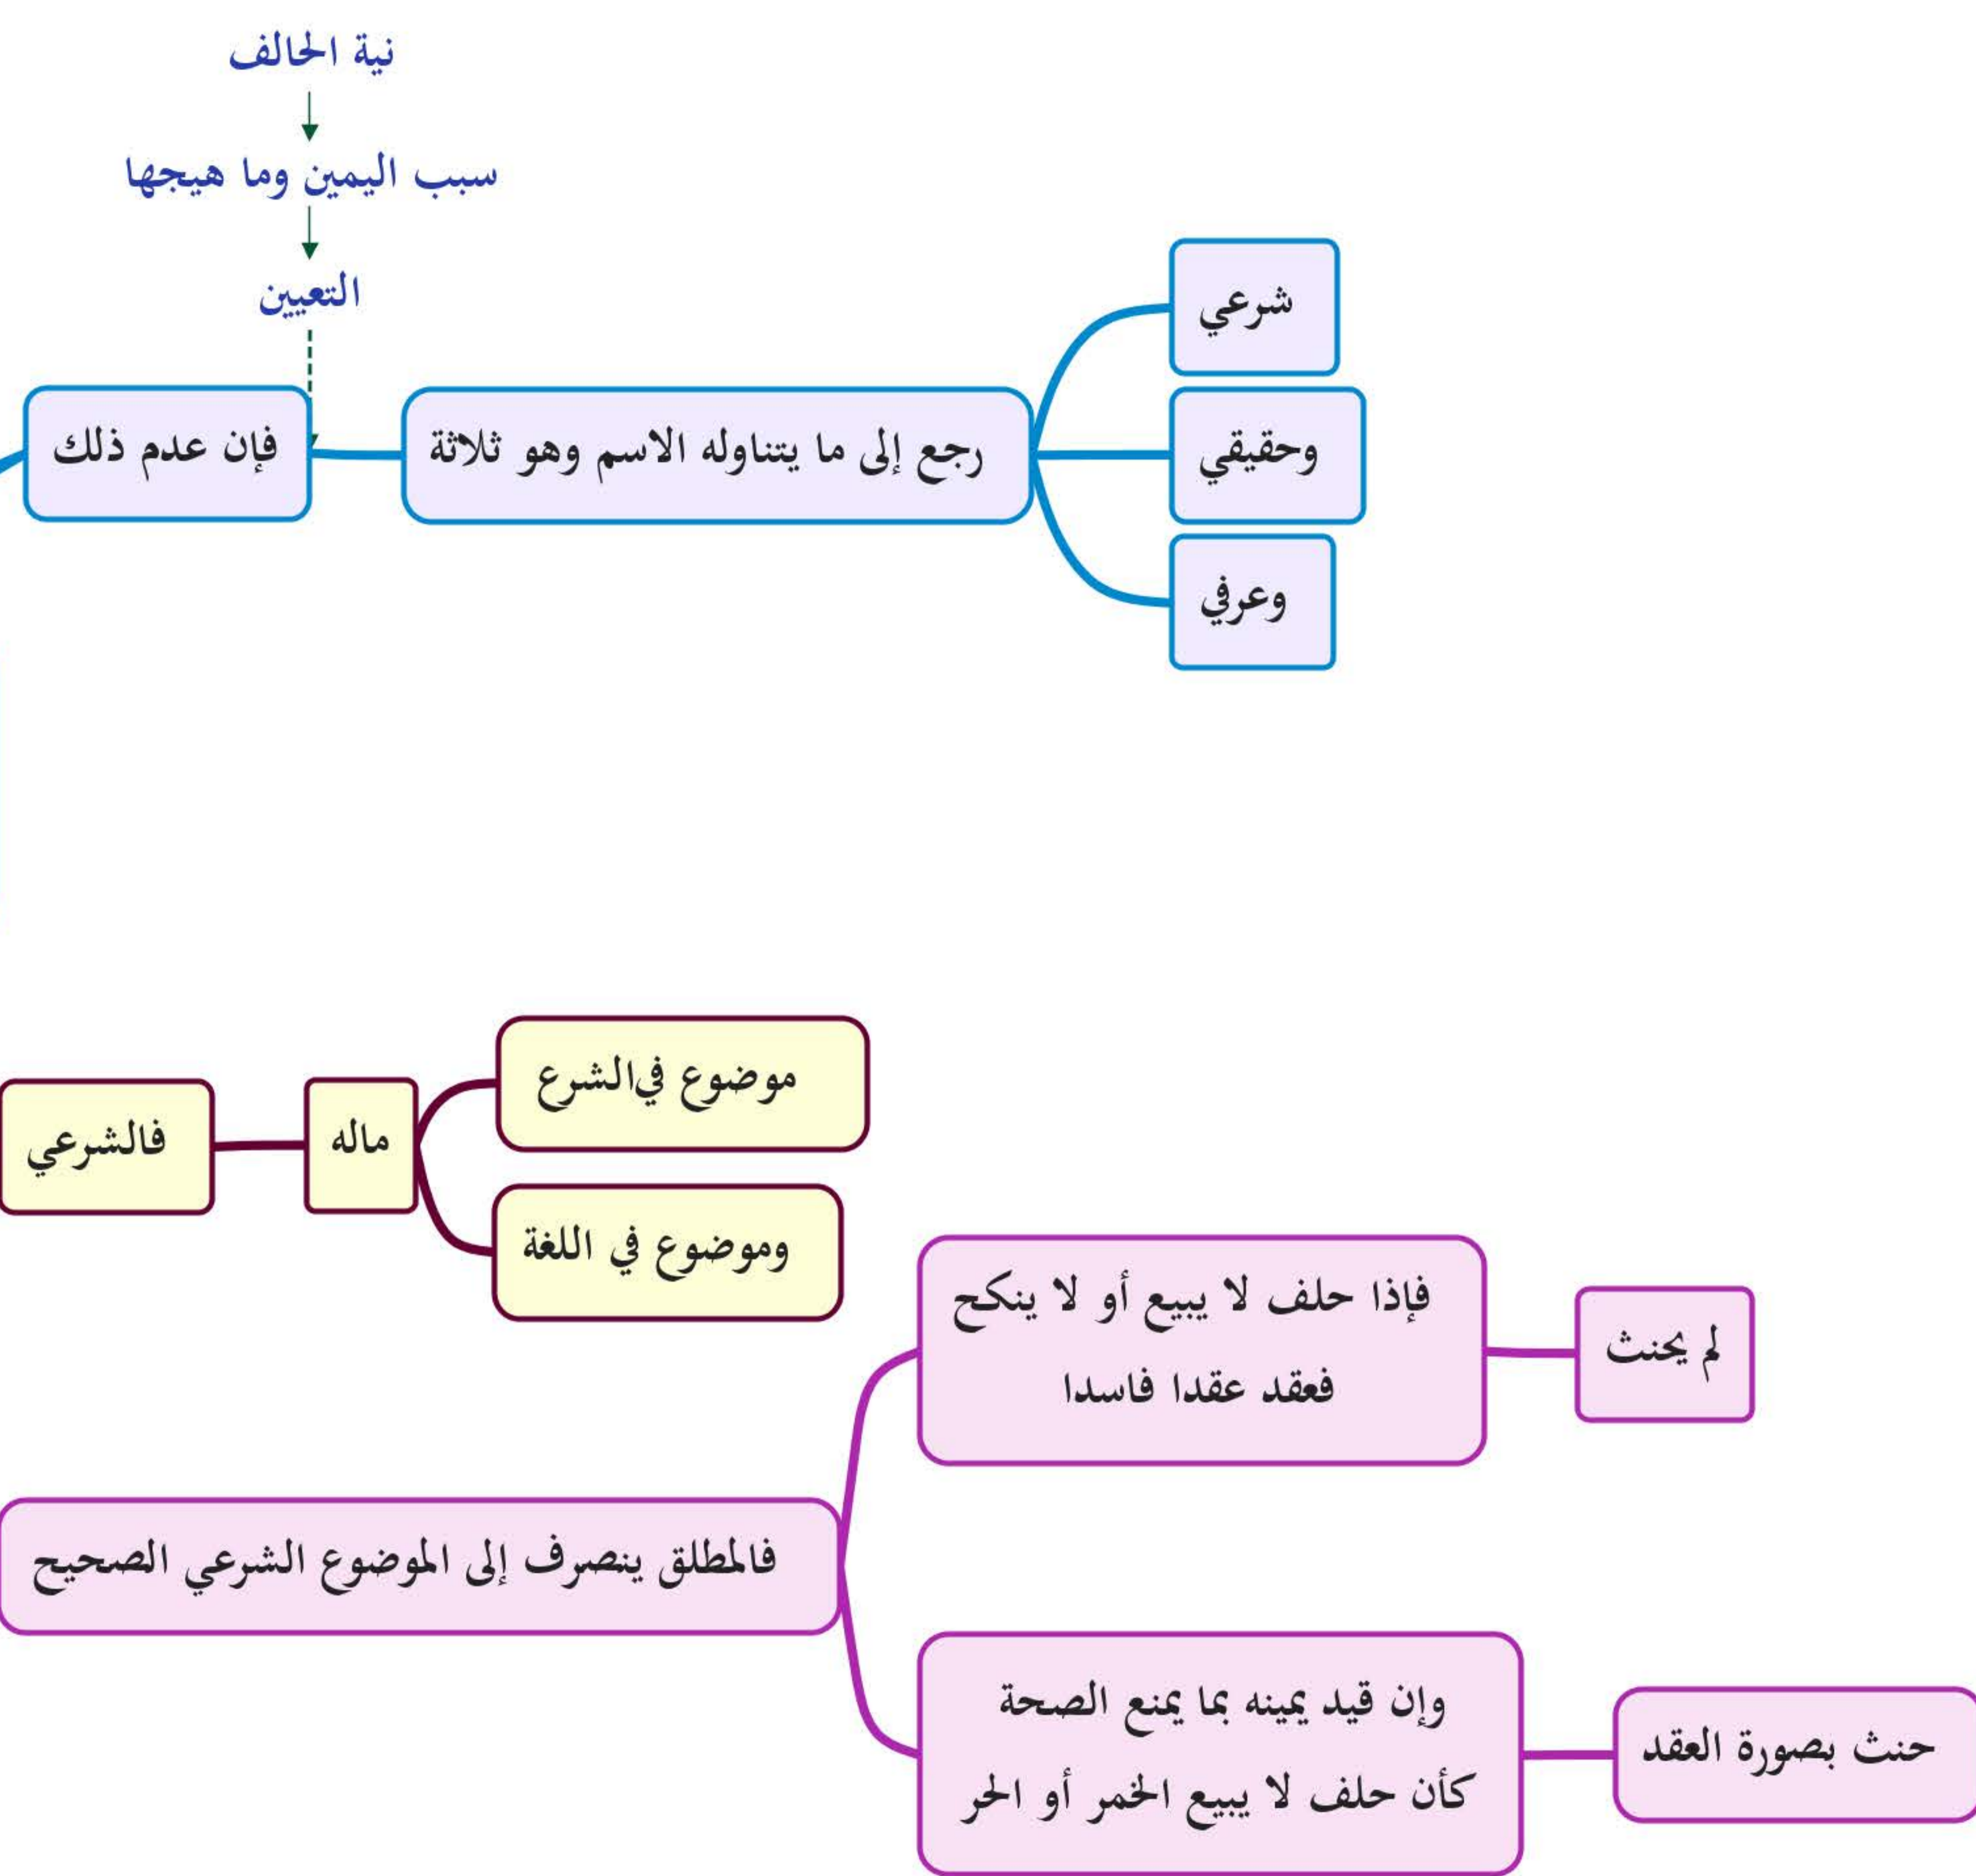 نية الحالف
سبب اليمين وما هيجها
التعيين
فإن عدم ذلك
رجع إلى ما يتناوله الاسم وهو ثلاثة
شرعي
وحقيقي
وعرفي
فالشرعي
ماله
موضوع في الشرع
وموضوع في اللغة
فالمطلق ينصرف إلى الموضوع الشرعي الصحيح
فإذا حلف لا يبيع أو لا ينكح
فعقد عقدا فاسدا
لم يحنث
وإن قيد يمينه بما يمنع الصحة
كأن حلف لا يبيع الخمر أو الحر
حنث بصورة العقد